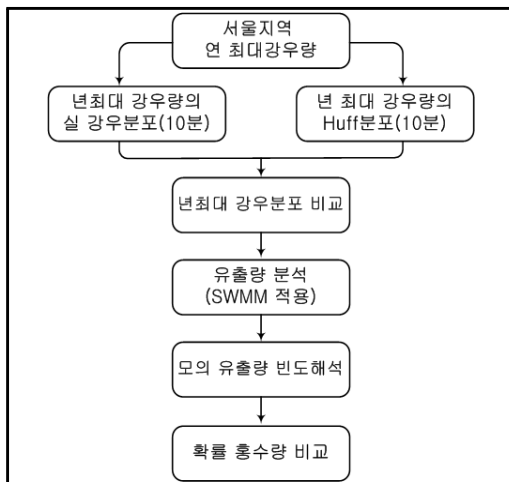 서울지역
연 최대강우량
년최대 강우량의
실 강우분포(10분)
년 최대 강우량의
Huff분포(10분)
년최대 강우분포 비교
유출량 분석
(SWMM 적용)
모의 유출량 빈도해석
확률 홍수량 비교